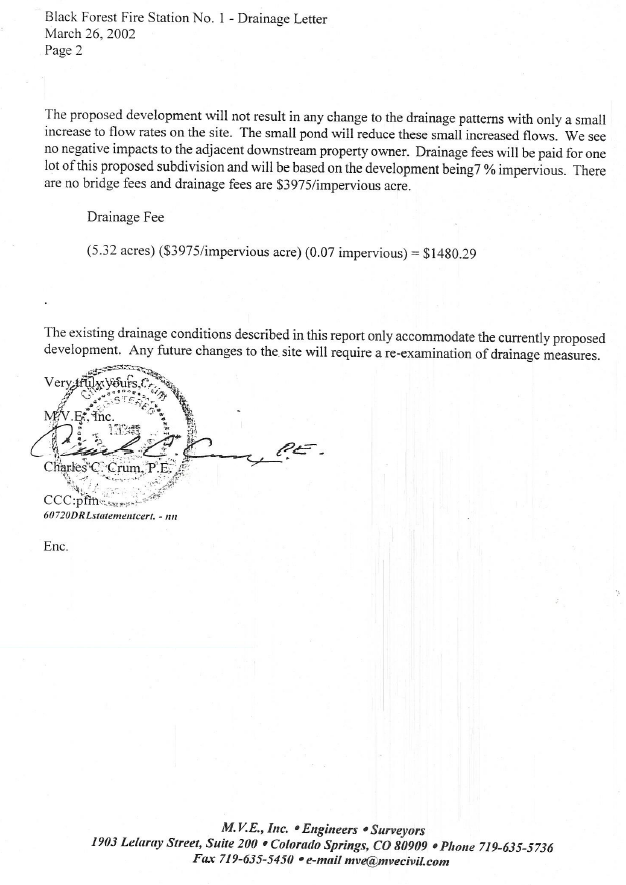 Black Forest Fire Station No. 1 - Drainage Letter
March 26, 2002
Page 2
The proposed development will not result in any change to the drainage patterns with only a small
increase to flow rates on the site. The small pond will reduce these small increased flows. We see
no negative impacts to the adjacent downstream property owner. Drainage fees will be paid for one
lot of this proposed subdivision and will be based on the development being7 % impervious. There
are no bridge fees and drainage fees are $3975/impervious acre.
Drainage Fee
(5.32 acres) ($3975/impervious acre) (0.07 impervious) = $1480.29
The existing drainage conditions described in this report only accommodate the currently proposed
development. Any future changes to the site will require a re-examination of drainage measures.
Very truly yours,
M.V.E., Inc.
Charles C. Crum, P.E.
Charles C. Crum, P.E.
CCC:pfm
60720DRLstatementcert. - nn
Enc.
M.V.E., Inc. • Engineers • Surveyors
1903 Lelaray Street, Suite 200 • Colorado Springs, CO 80909 • Phone 719-635-5736
Fax 719-635-5450 • e-mail mve@mvecivil.com